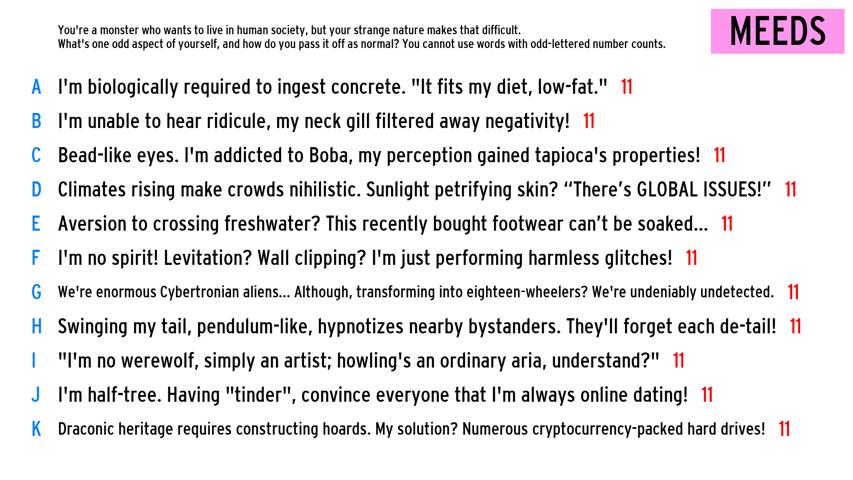 You're a monster who wants to live in human society, but your strange nature makes that difficult.
What's one odd aspect of yourself, and how do you pass it off as normal? You cannot use words with odd-lettered number counts.
MEEDS
A I'm biologically required to ingest concrete. "It fits my diet, low-fat." 11
B I'm unable to hear ridicule, my neck gill filtered away negativity! 11
C Bead-like eyes. I'm addicted to Boba, my perception gained tapioca's properties! 11
D Climates rising make crowds nihilistic. Sunlight petrifying skin? “There’s GLOBAL ISSUES!” 11
E Aversion to crossing freshwater? This recently bought footwear can’t be soaked... 11
F I'm no spirit! Levitation? Wall clipping? I'm just performing harmless glitches! 11
G We're enormous Cybertronian aliens... Although, transforming into eighteen-wheelers? We're undeniably undetected. 11
H Swinging my tail, pendulum-like, hypnotizes nearby bystanders. They'll forget each de-tail! 11
I "I'm no werewolf, simply an artist; howling's an ordinary aria, understand?" 11
J I'm half-tree. Having "tinder", convince everyone that I'm always online dating! 11
K Draconic heritage requires constructing hoards. My solution? Numerous cryptocurrency-packed hard drives! 11